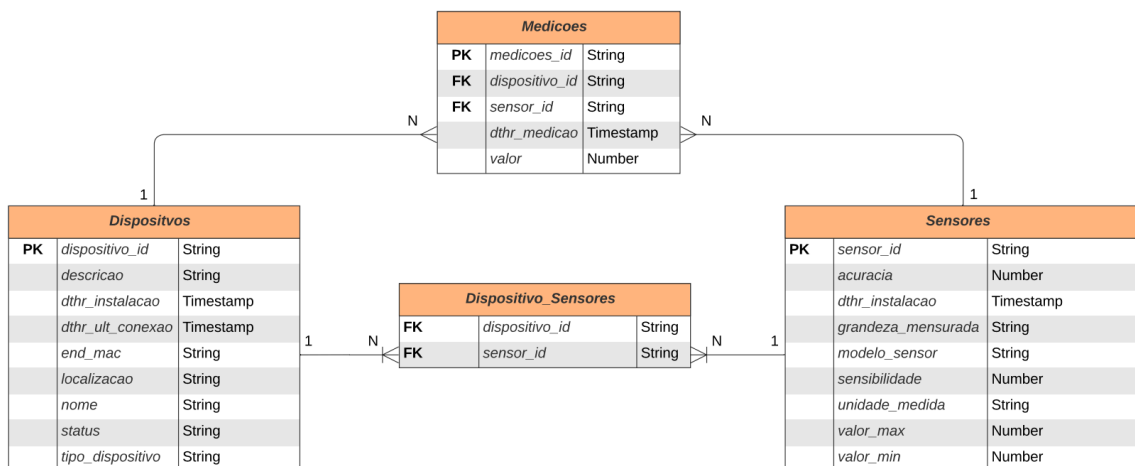 Medicoes
PK medicoes_id String
FK dispositivo_id String
FK sensor_id String
dthr_medicao Timestamp
valor Number
N
N
1
1
Dispositvos
PK dispositivo_id String
descricao String
dthr_instalacao Timestamp
dthr_ult_conexao Timestamp
end_mac String
localizacao String
nome String
status String
tipo_dispositivo String
1
N
Dispositivo_Sensores
FK dispositivo_id String
FK sensor_id String
N
1
Sensores
PK sensor_id String
acuracia Number
dthr_instalacao Timestamp
grandeza_mensurada String
modelo_sensor String
sensibilidade Number
unidade_medida String
valor_max Number
valor_min Number